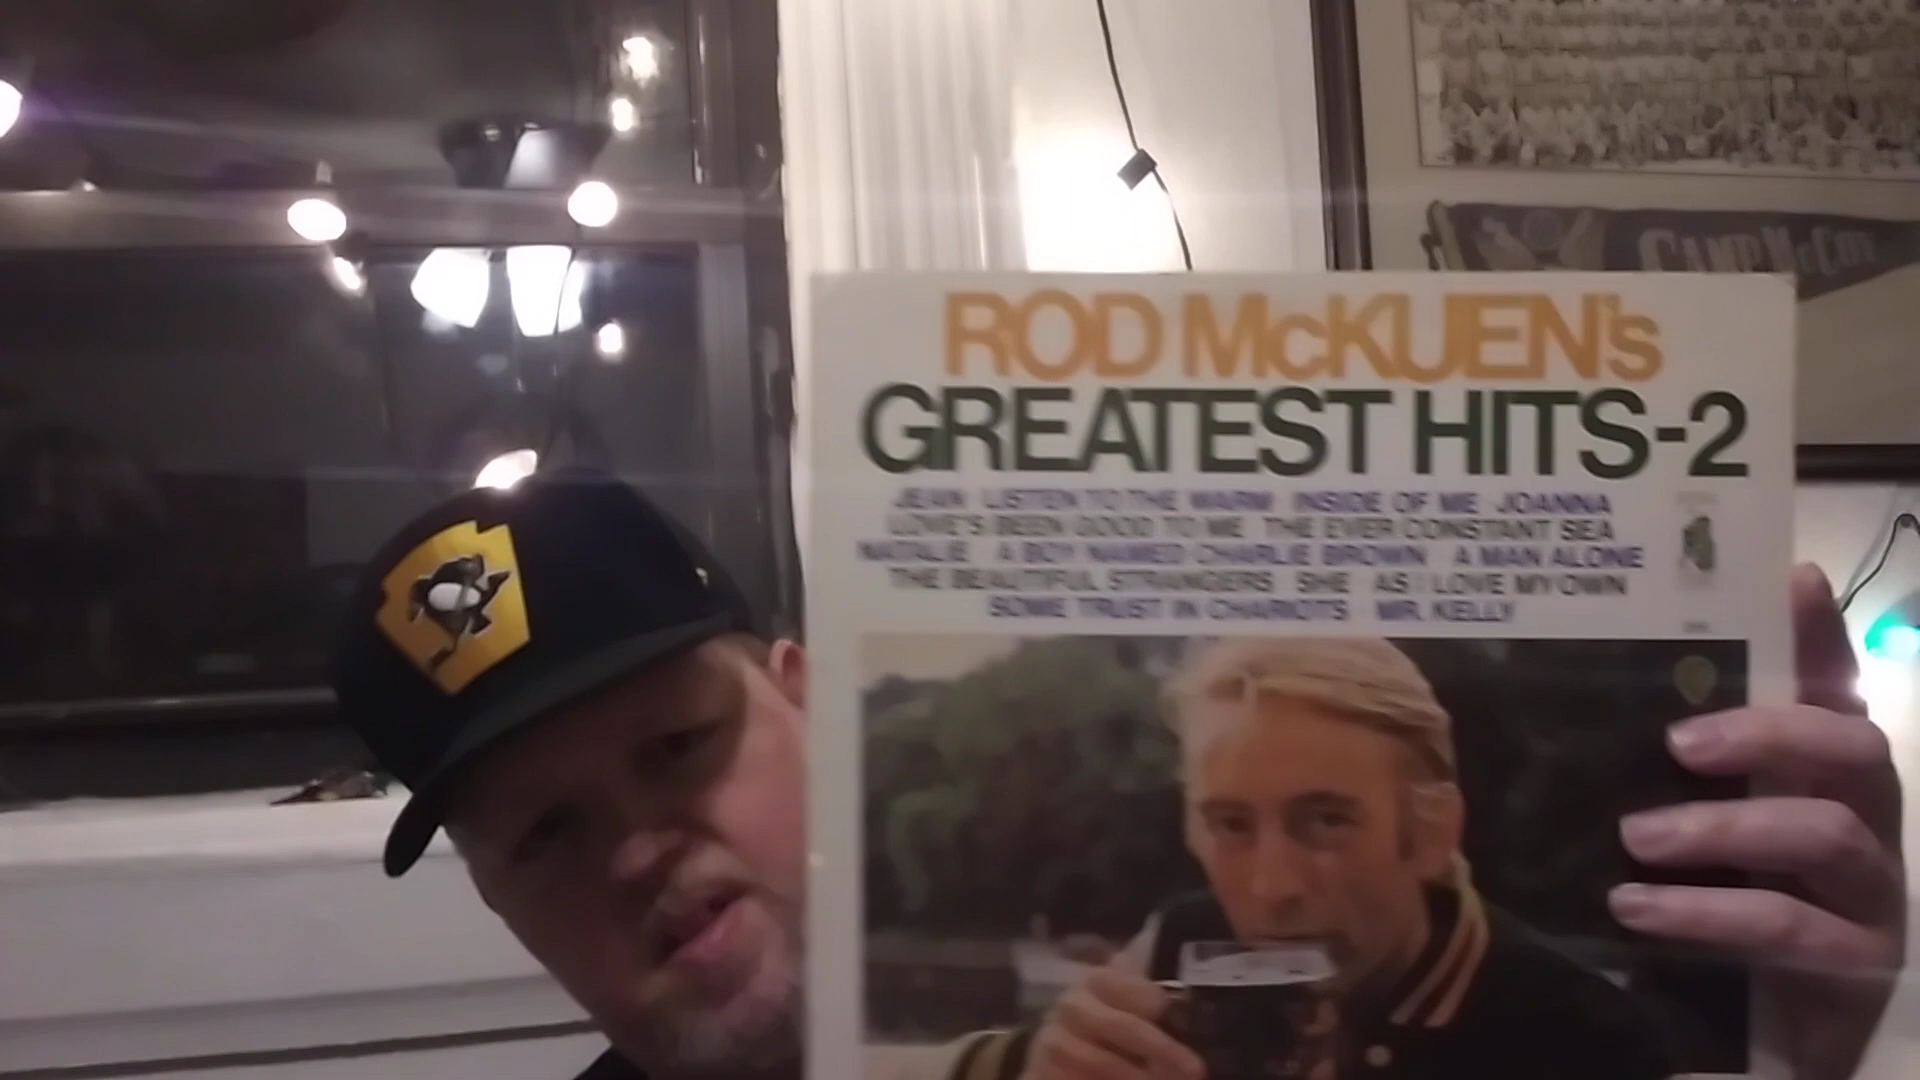 CAMP McCOY
ROD McKUEN's
GREATEST HITS-2
JEAN LISTEN TO THE WARM INSIDE OF ME JOANNA
LOVE'S BEEN GOOD TO ME THE EVER CONSTANT SEA
NATALIE A BOY NAMED CHARLIE BROWN A MAN ALONE
THE BEAUTIFUL STRANGERS SHE AS I LOVE MY OWN
SOME TRUST IN CHARIOTS MR. KELLY